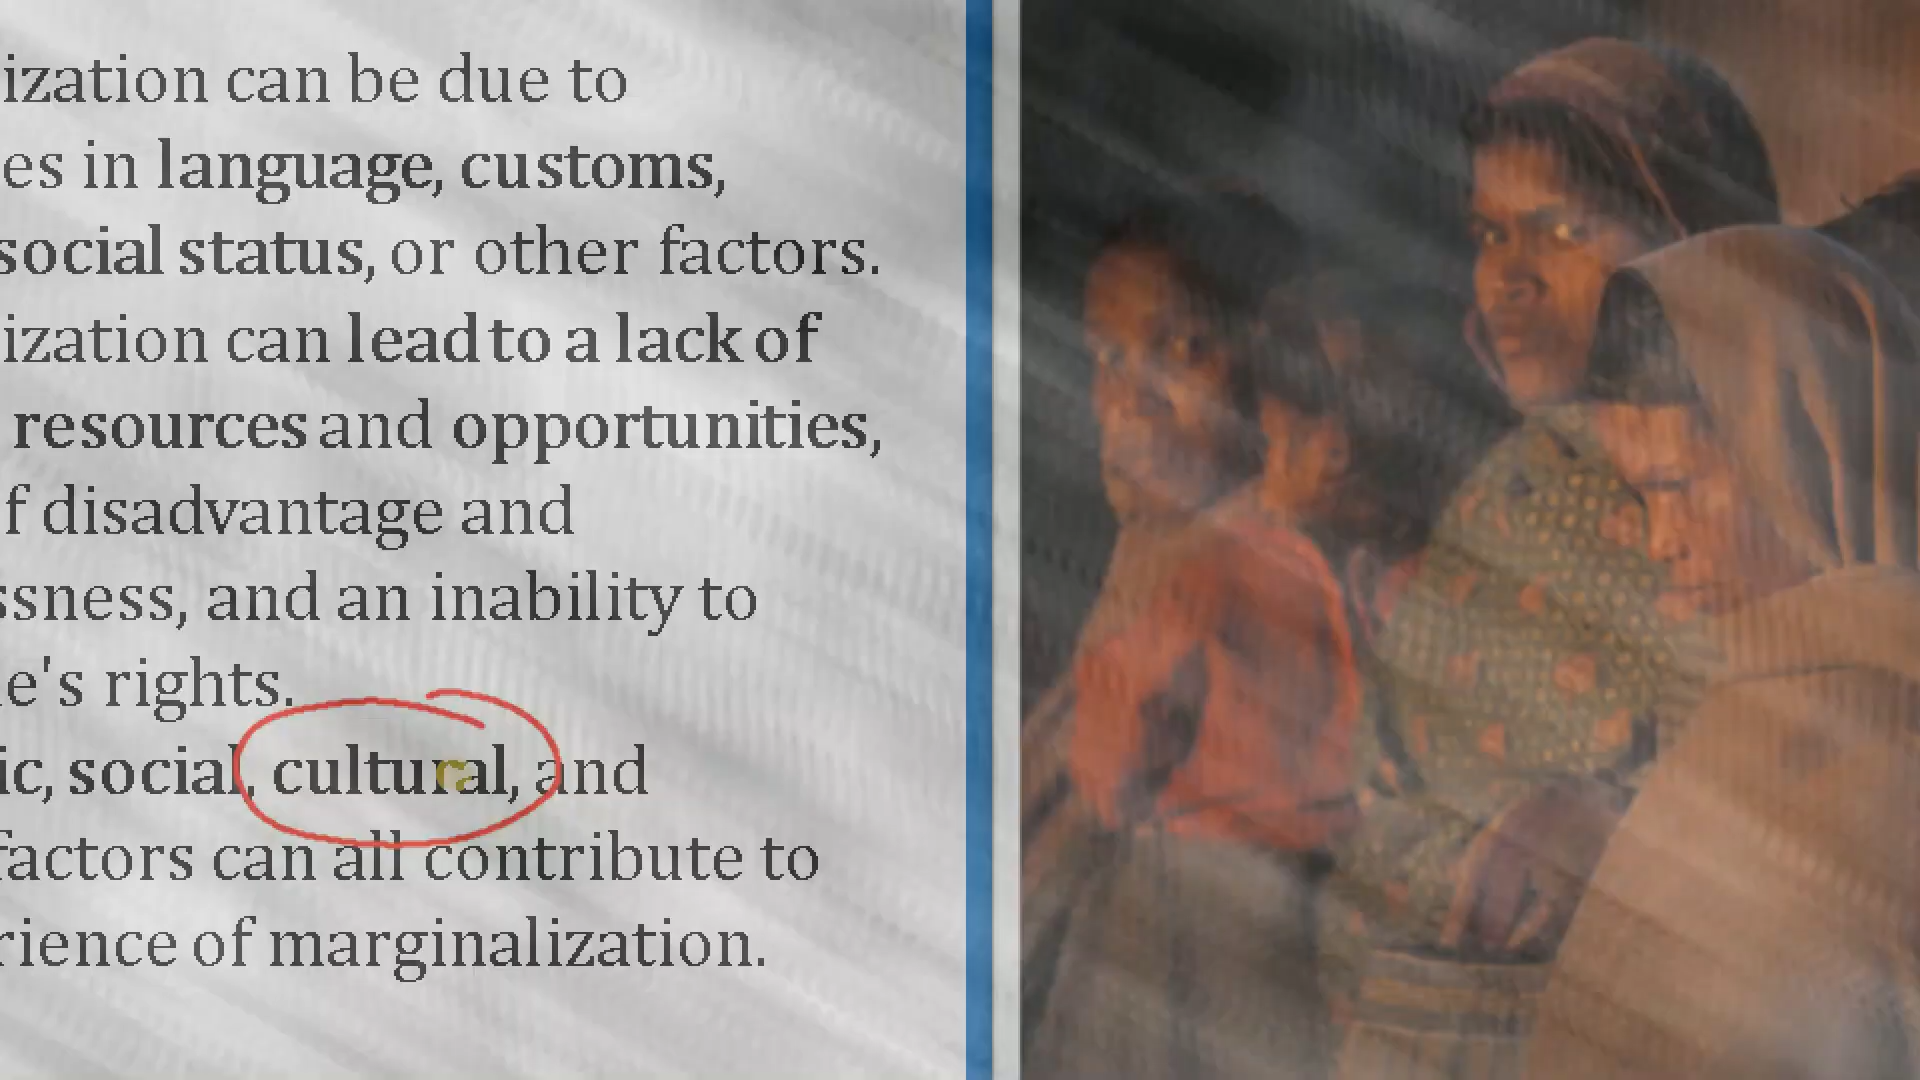 ization can be due to
es in language, customs,
social status, or other factors.
ization can lead to a lack of
resources and opportunities,
f disadvantage and
ssness, and an inability to
e's rights.
ic, social, cultural, and
factors can all contribute to
rience of marginalization.